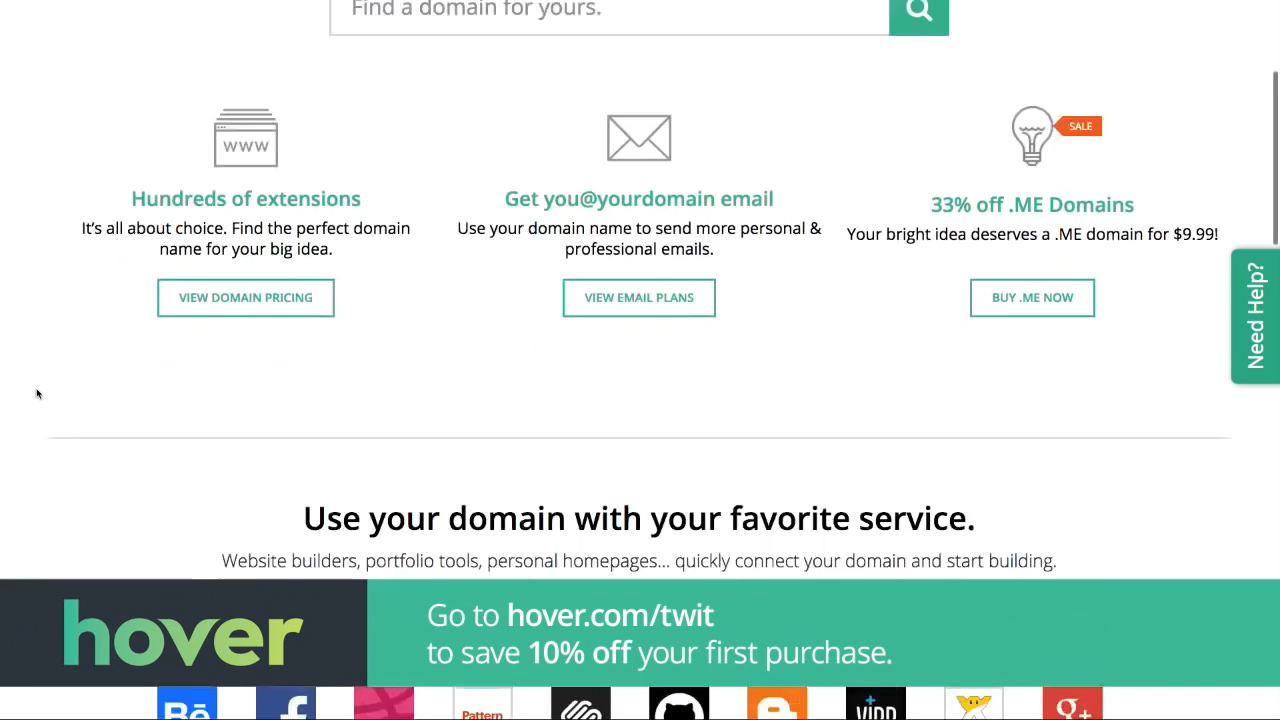 Find a domain for yours.
www
SALE
Hundreds of extensions
It's all about choice. Find the perfect domain
name for your big idea.
VIEW DOMAIN PRICING
Get you@yourdomain email
Use your domain name to send more personal &
professional emails.
VIEW EMAIL PLANS
33% off .ME Domains
Your bright idea deserves a .ME domain for $9.99!
BUY .ME NOW
Need Help?
Use your domain with your favorite service.
Website builders, portfolio tools, personal homepages... quickly connect your domain and start building.
hover
Go to hover.com/twit
to save 10% off your first purchase.
Bē
f
Pattern
VIDD
g+